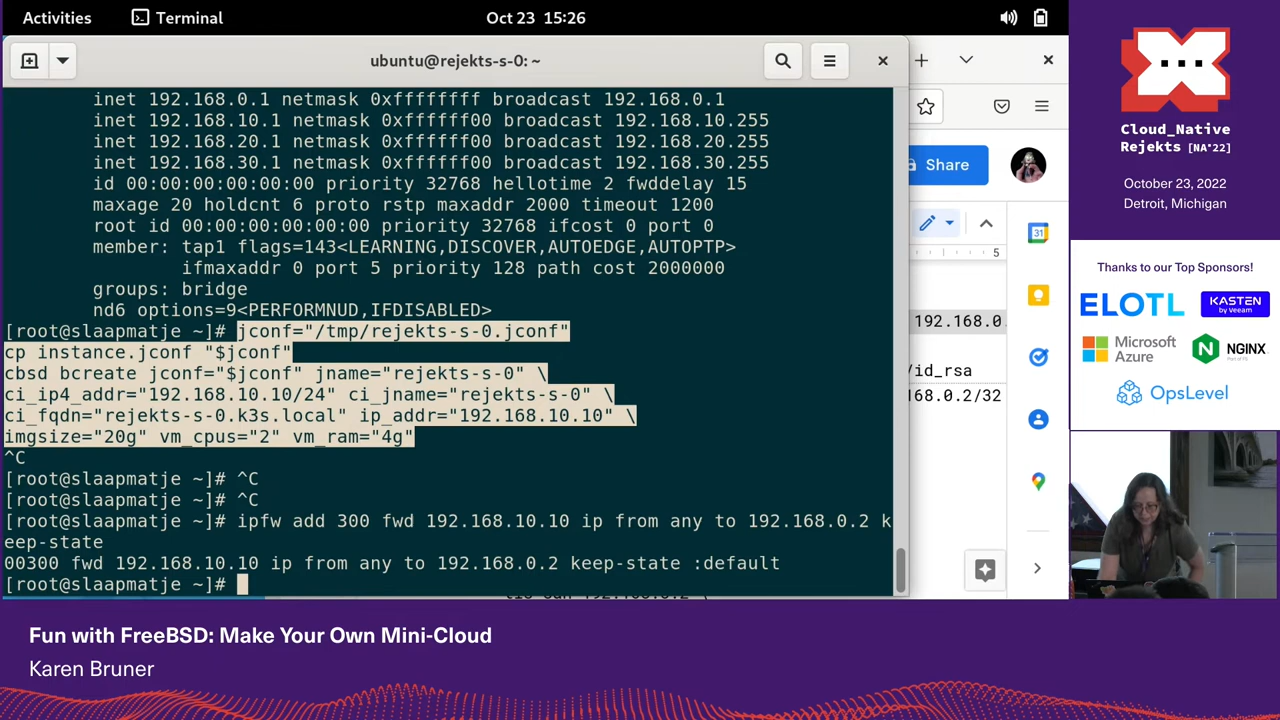 Activities
Terminal
Oct 23 15:26
ubuntu@rejekts-s-0: ~
inet 192.168.0.1 netmask 0xffffffff broadcast 192.168.0.1
inet 192.168.10.1 netmask 0xffffff00 broadcast 192.168.10.255
inet 192.168.20.1 netmask 0xffffff00 broadcast 192.168.20.255
inet 192.168.30.1 netmask 0xffffff00 broadcast 192.168.30.255
id 00:00:00:00:00:00 priority 32768 hellotime 2 fwddelay 15
maxage 20 holdcnt 6 proto rstp maxaddr 2000 timeout 1200
root id 00:00:00:00:00:00 priority 32768 ifcost 0 port 0
member: tap1 flags=143<LEARNING,DISCOVER,AUTOEDGE,AUTOPTP>
ifmaxaddr 0 port 5 priority 128 path cost 2000000
groups: bridge
nd6 options=9<PERFORMNUD,IFDISABLED>
[root@slaapmatje ~]# jconf="/tmp/rejekts-s-0.jconf"
cp instance.jconf "$jconf"
cbsd bcreate jconf="$jconf" jname="rejekts-s-0" \
ci_ip4_addr="192.168.10.10/24" ci_jname="rejekts-s-0" \
ci_fqdn="rejekts-s-0.k3s.local" ip_addr="192.168.10.10" \
imgsize="20g" vm_cpus="2" vm_ram="4g"
^C
[root@slaapmatje ~]# ^C
[root@slaapmatje ~]# ^C
[root@slaapmatje ~]# ipfw add 300 fwd 192.168.10.10 ip from any to 192.168.0.2 k
eep-state
00300 fwd 192.168.10.10 ip from any to 192.168.0.2 keep-state :default
[root@slaapmatje ~]#
Share
5
31
192.168.0.
/id_rsa
68.0.2/32
Cloud_Native
Rejekts [NA'22]
October 23, 2022
Detroit, Michigan
Thanks to our Top Sponsors!
ELOTL
KASTEN
by Veeam
Microsoft
Azure
NGINX
Part of F5
OpsLevel
Fun with FreeBSD: Make Your Own Mini-Cloud
Karen Bruner